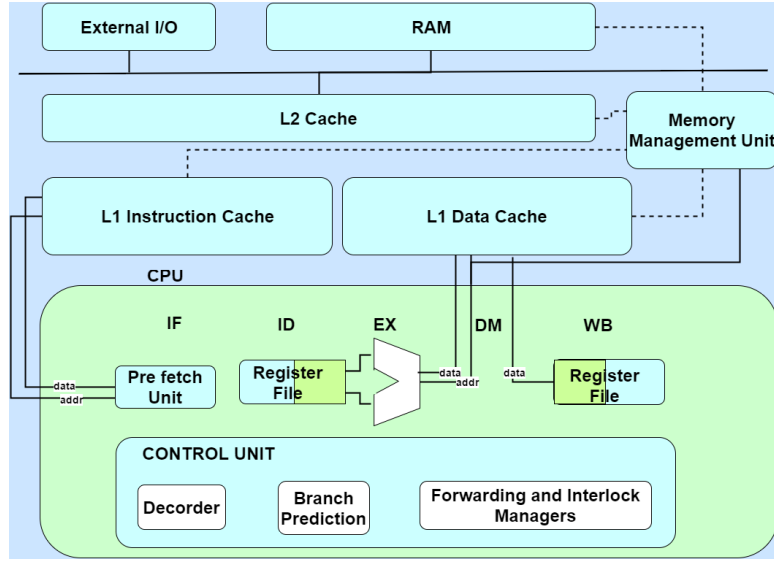 External I/O
RAM
L2 Cache
Memory
Management Unit
L1 Instruction Cache
L1 Data Cache
CPU
IF
ID
EX
DM
WB
Pre fetch
Unit
data
addr
Register
File
data
addr
data
Register
File
CONTROL UNIT
Decorder
Branch
Prediction
Forwarding and Interlock
Managers